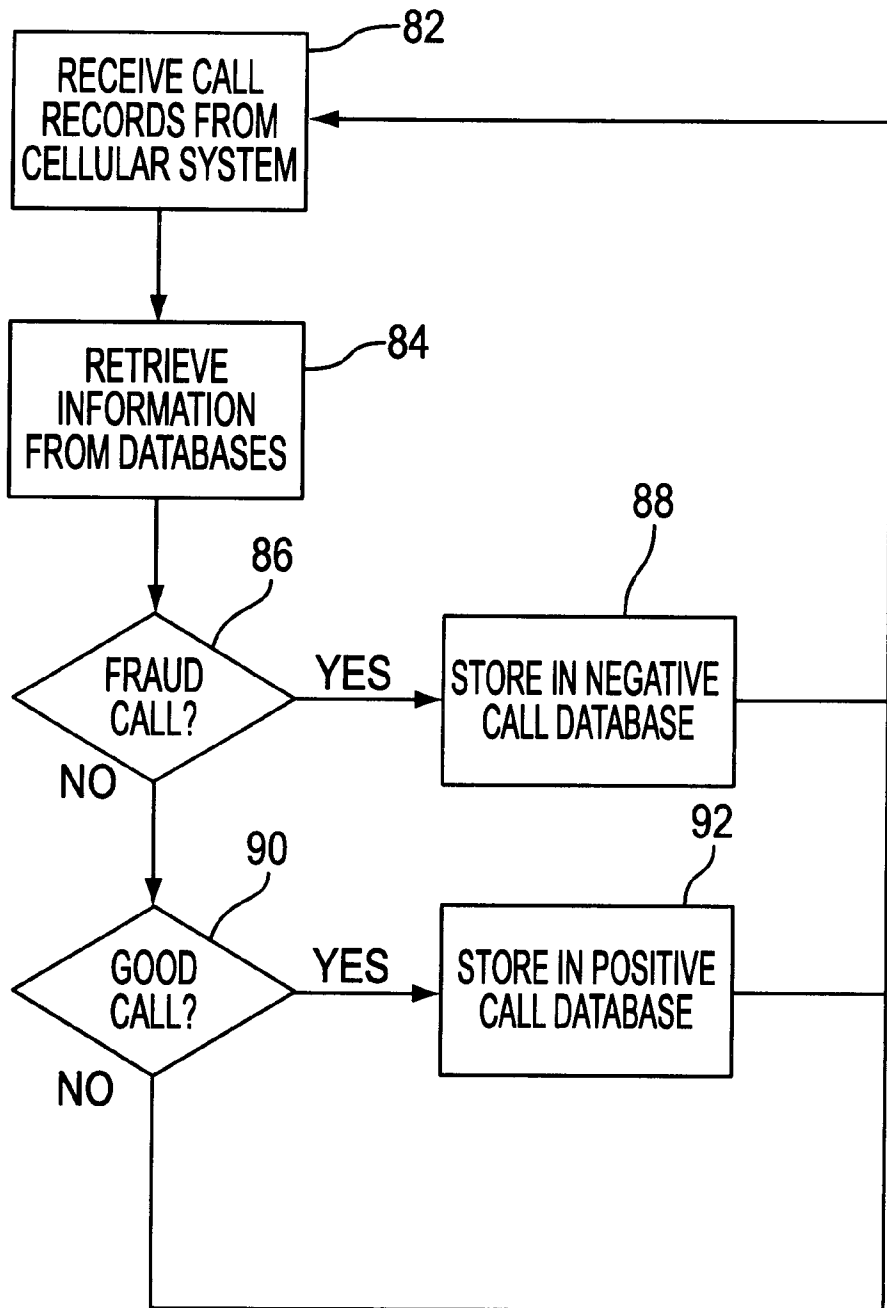 82
RECEIVE CALL
RECORDS FROM
CELLULAR SYSTEM
84
RETRIEVE
INFORMATION
FROM DATABASES
86
FRAUD
CALL?
YES
NO
88
STORE IN NEGATIVE
CALL DATABASE
90
GOOD
CALL?
YES
NO
92
STORE IN POSITIVE
CALL DATABASE